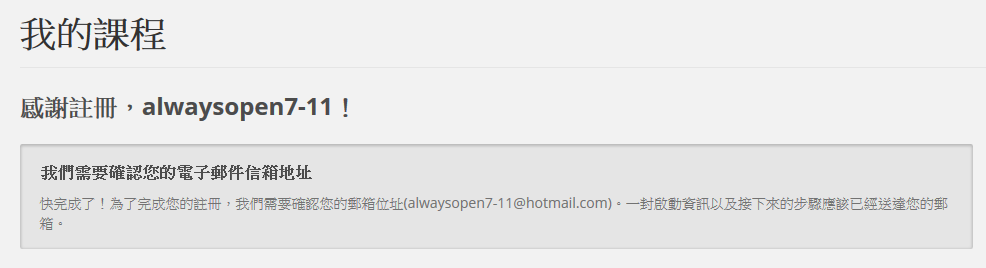 我的課程
感謝註冊，alwaysopen7-11！
我們需要確認您的電子郵件信箱地址
快完成了！為了完成您的註冊，我們需要確認您的郵箱位址(alwaysopen7-11@hotmail.com)。一封啟動資訊以及接下來的步驟應該已經送達您的郵
箱。